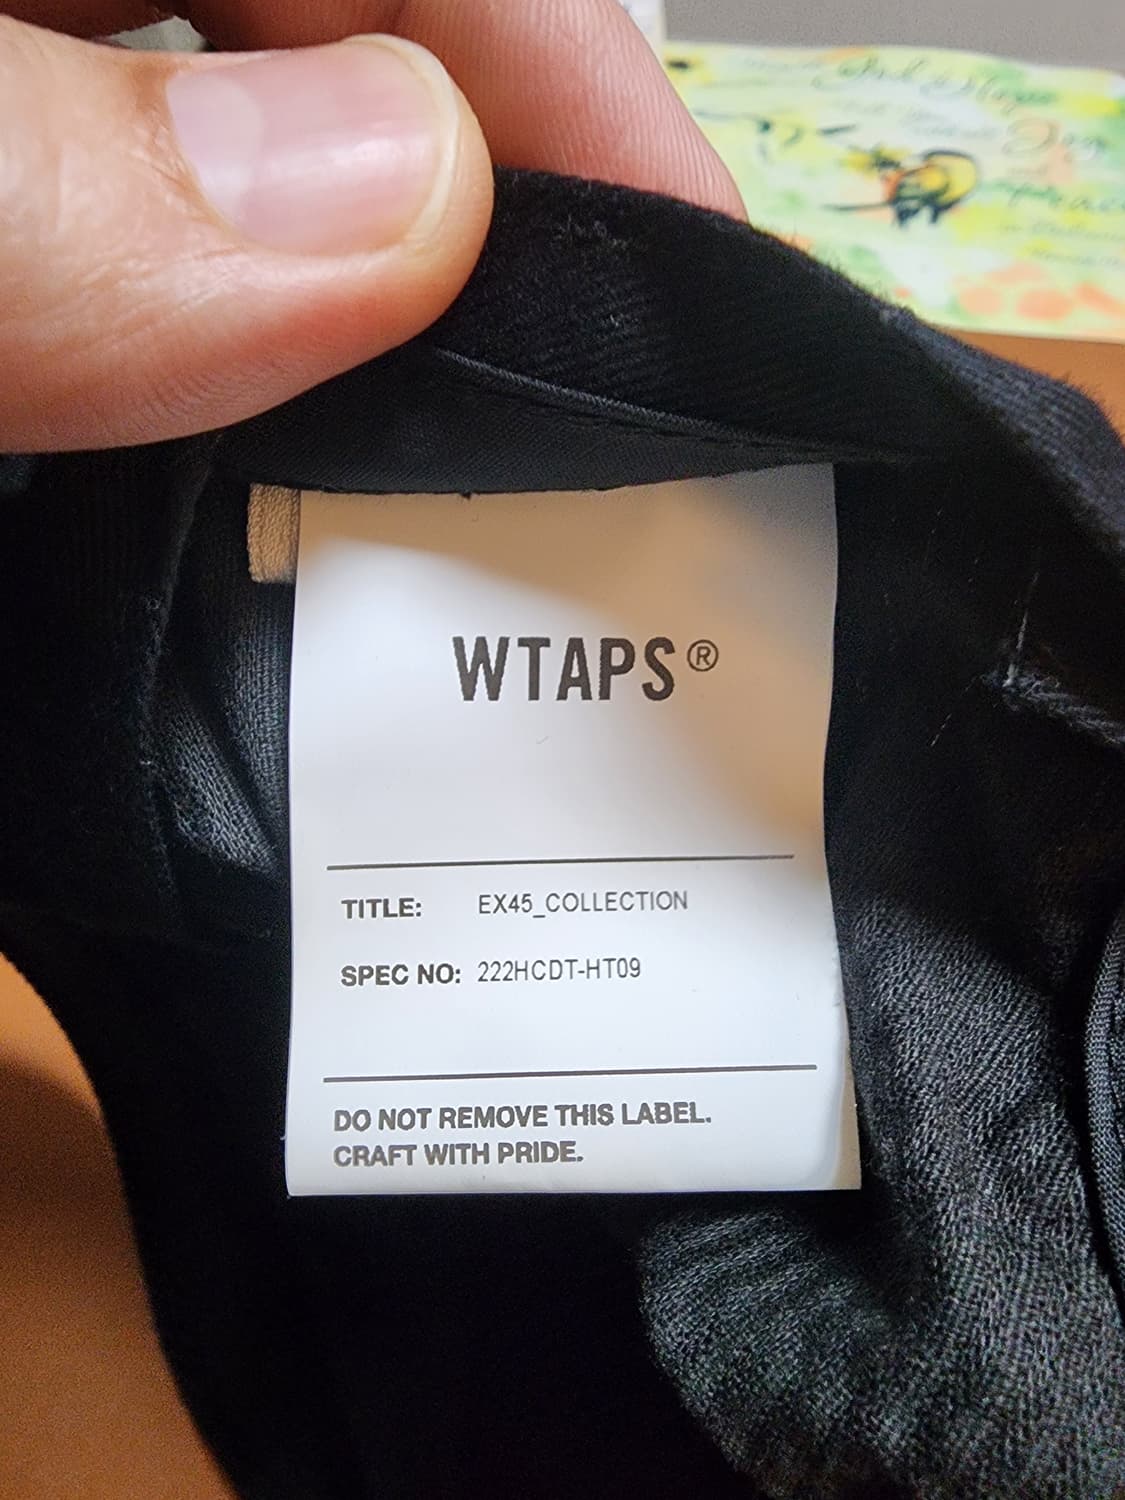 WTAPS®
TITLE: EX45_COLLECTION
SPEC NO: 222HCDT-HT09
DO NOT REMOVE THIS LABEL.
CRAFT WITH PRIDE.